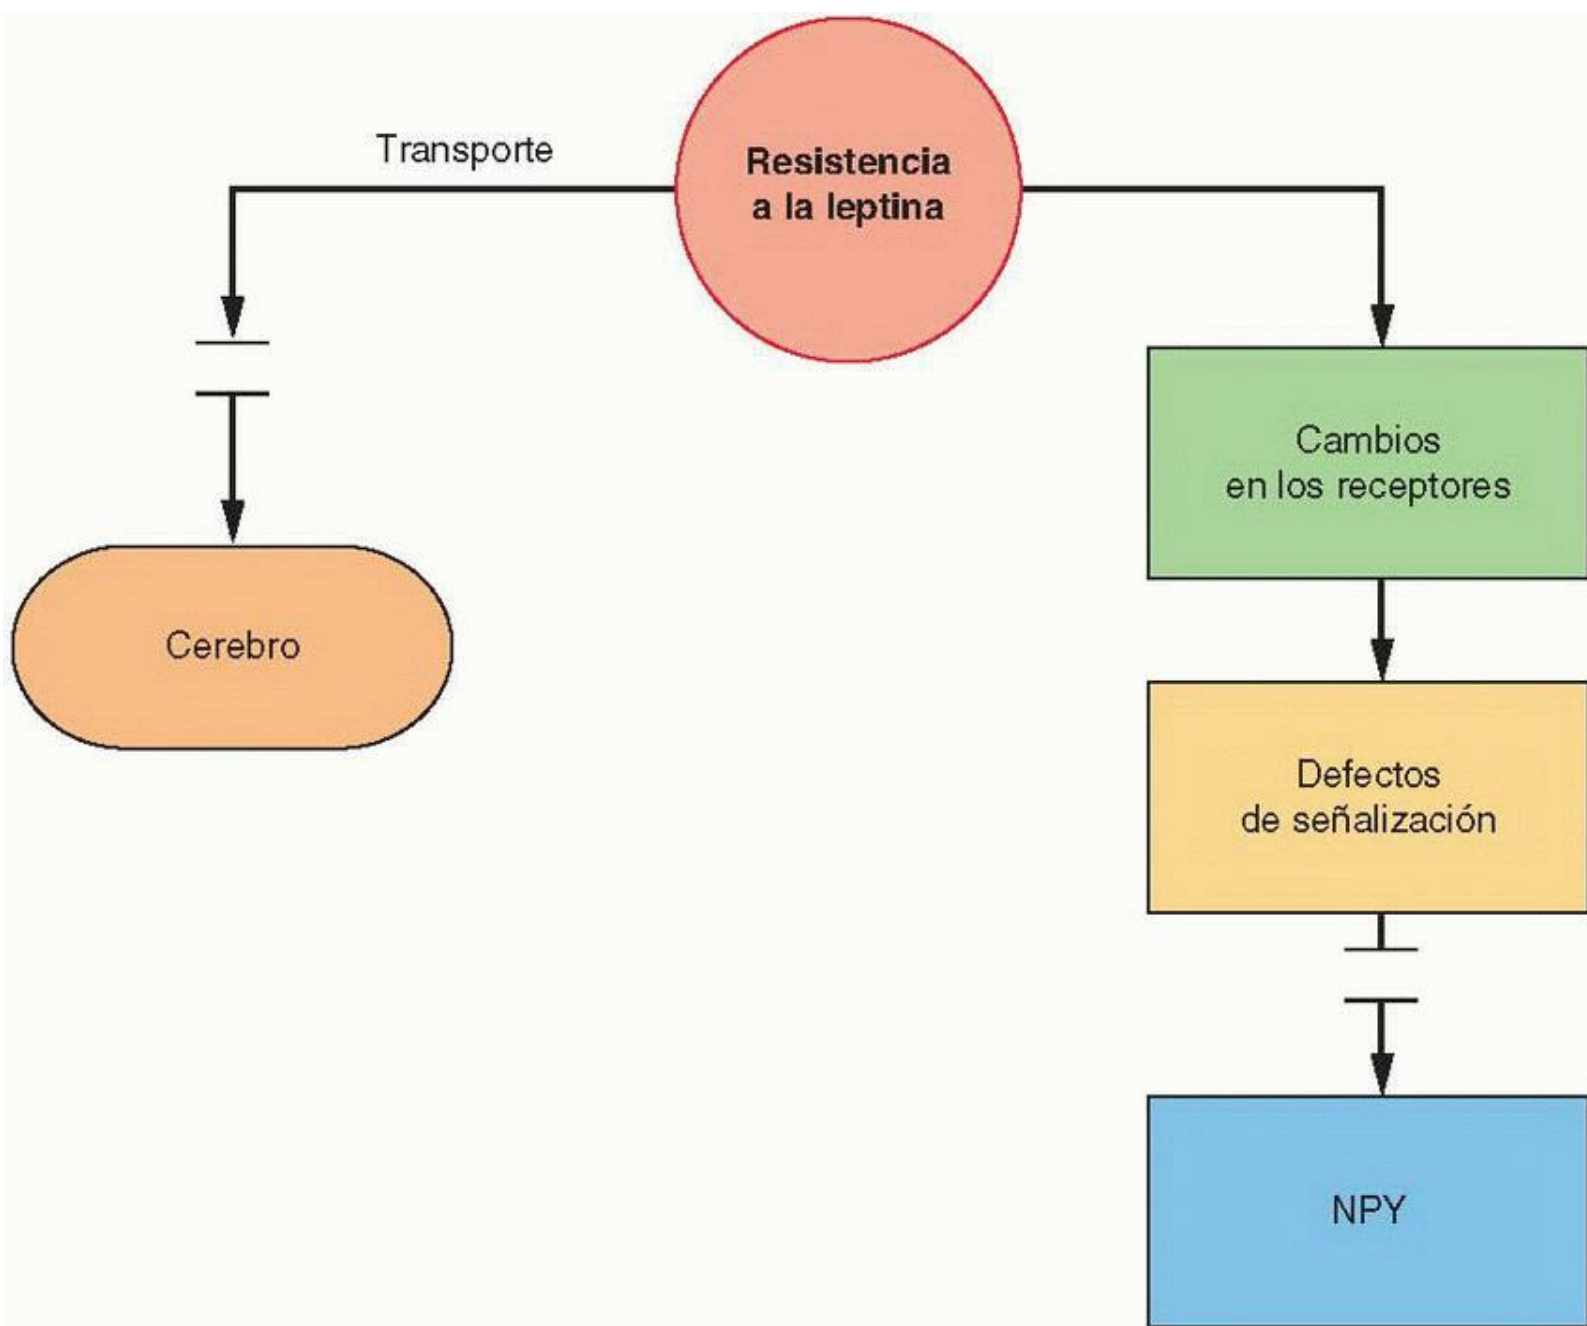 Transporte
Resistencia
a la leptina
Cambios
en los receptores
Cerebro
Defectos
de señalización
NPY